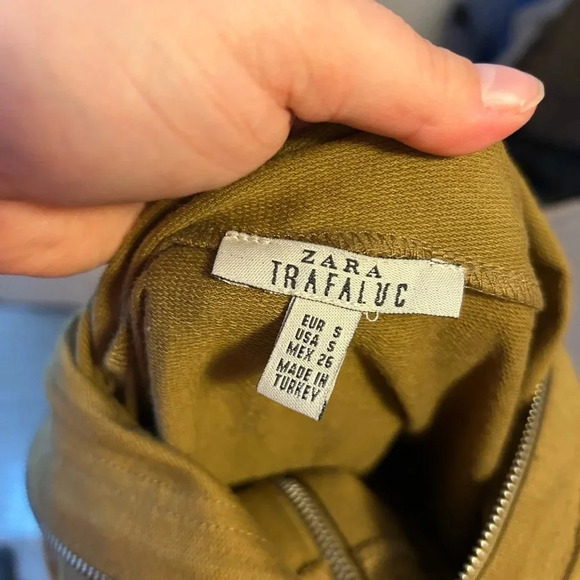 ZARA
TRAFALUC
EUR S
USA S
MEX 26
MADE IN
TURKEY